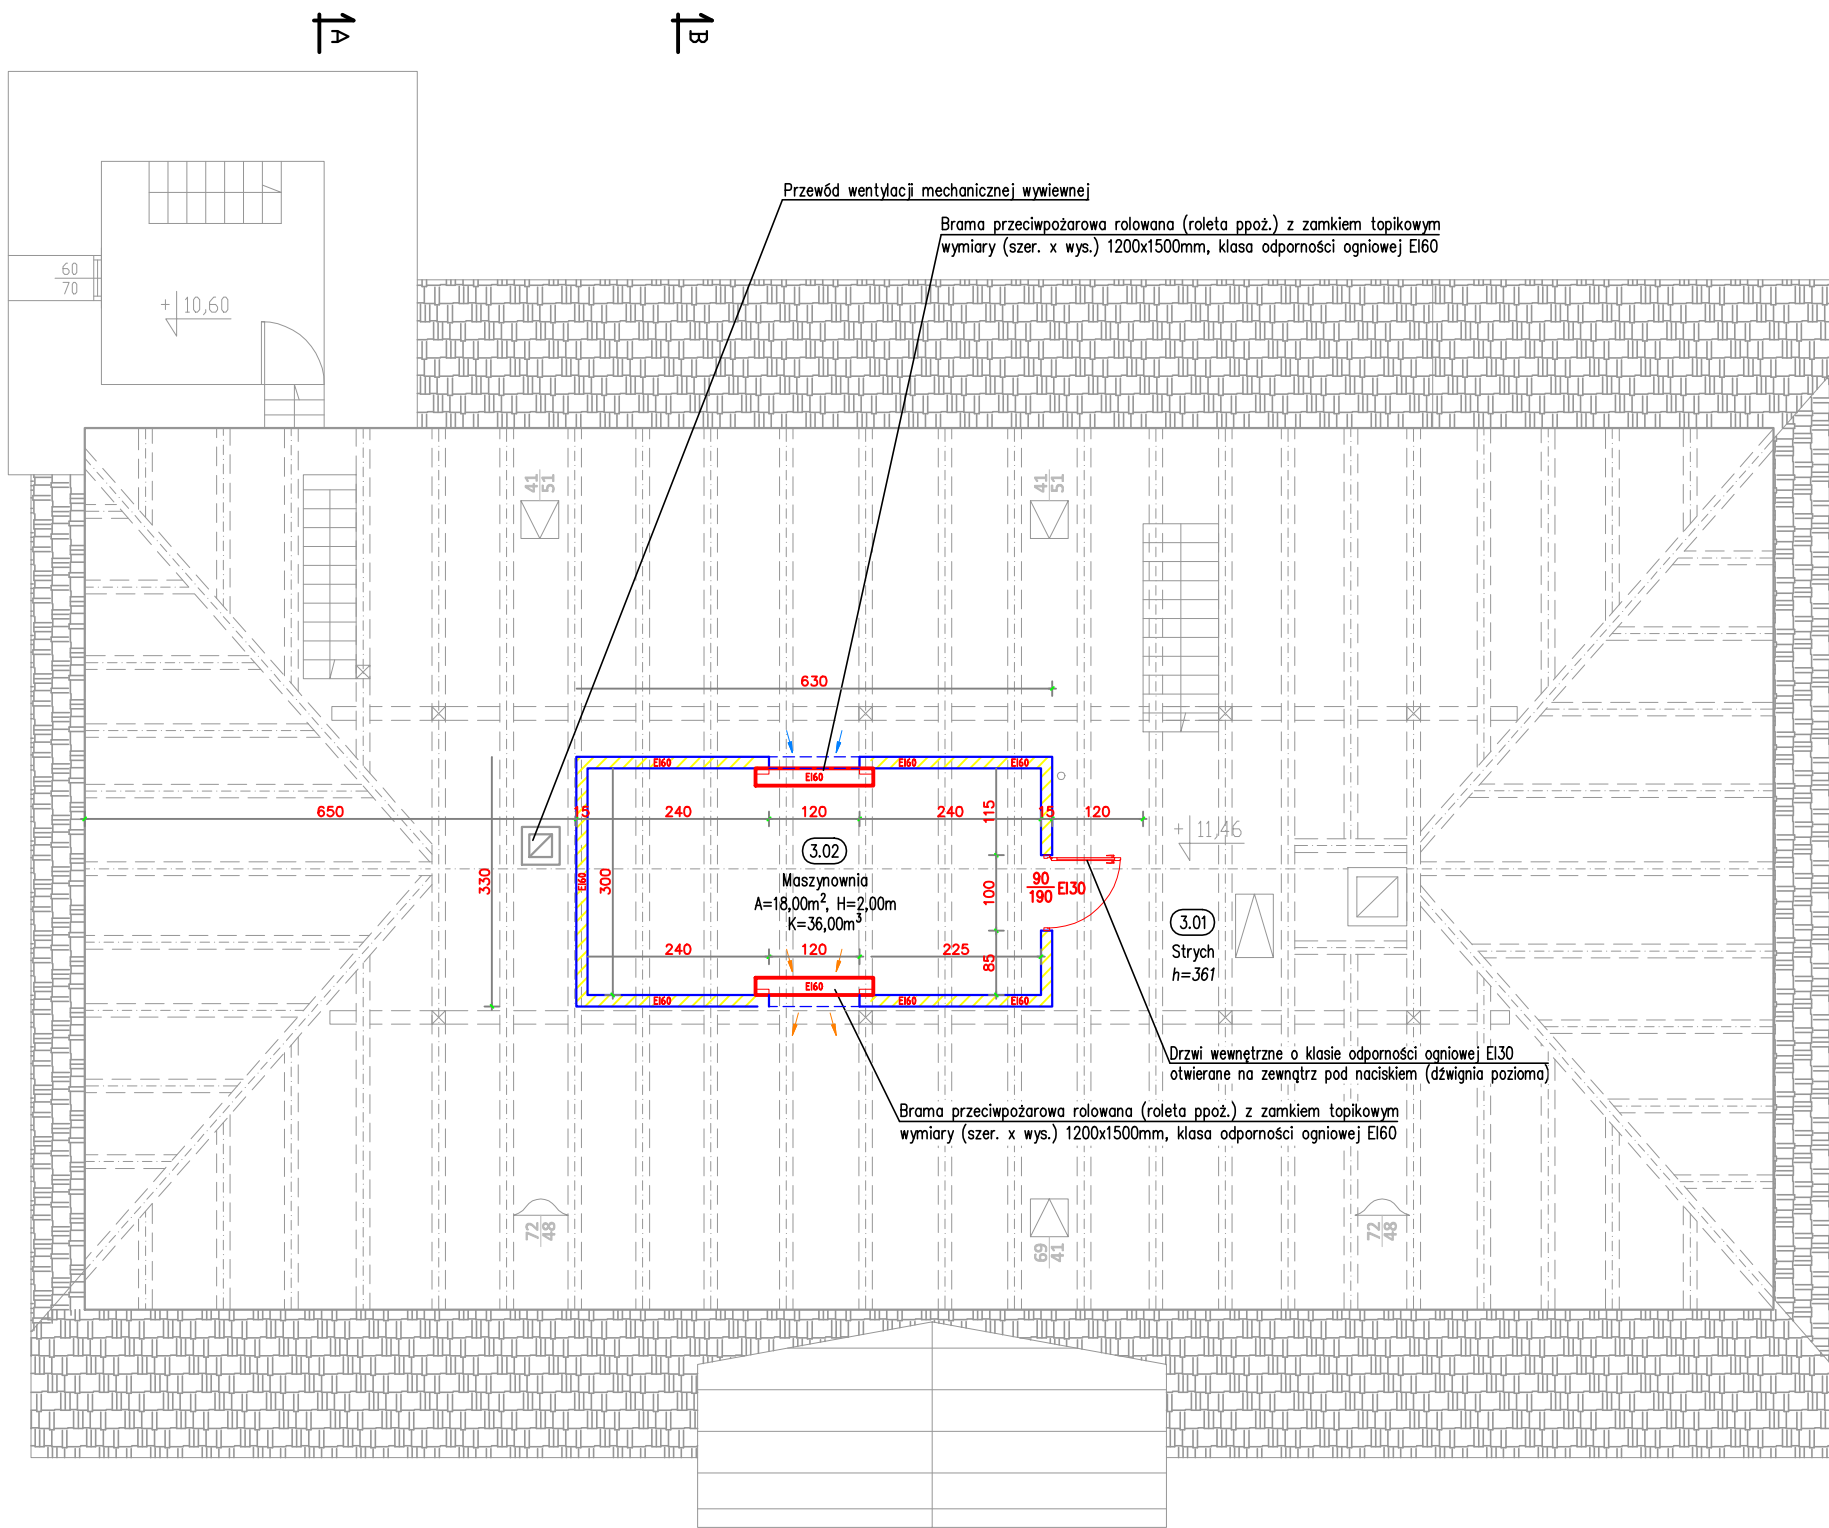 A
B
Przewód wentylacji mechanicznej wywiewnej
Brama przeciwpożarowa rolowana (roleta ppoż.) z zamkiem topikowym
wymiary (szer. x wys.) 1200x1500mm, klasa odporności ogniowej EI60
60
70
+ 10,60
41
51
41
51
630
EI60
EI60
EI60
EI60
650
15
240
120
240
115
15
120
+ 11,46
3.02
Maszynownia
A=18,00m², H=2,00m
K=36,00m³
330
EI60
300
100
90
190
EI30
3.01
Strych
h=361
240
120
225
85
EI60
EI60
EI60
EI60
Drzwi wewnętrzne o klasie odporności ogniowej EI30
otwierane na zewnątrz pod naciskiem (dźwignia pozioma)
Brama przeciwpożarowa rolowana (roleta ppoż.) z zamkiem topikowym
wymiary (szer. x wys.) 1200x1500mm, klasa odporności ogniowej EI60
72
48
69
41
72
48